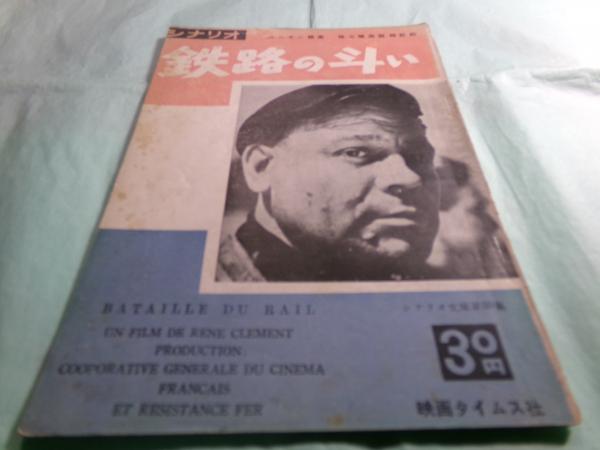 シナリオ
鉄路の斗い
BATAILLE DU RAIL
UN FILM DE RENE CLEMENT
PRODUCTION:
COOPORATIVE GENERALE DU CINEMA
FRANCAIS
ET RESISTANCE FER
30円
映画タイムス社